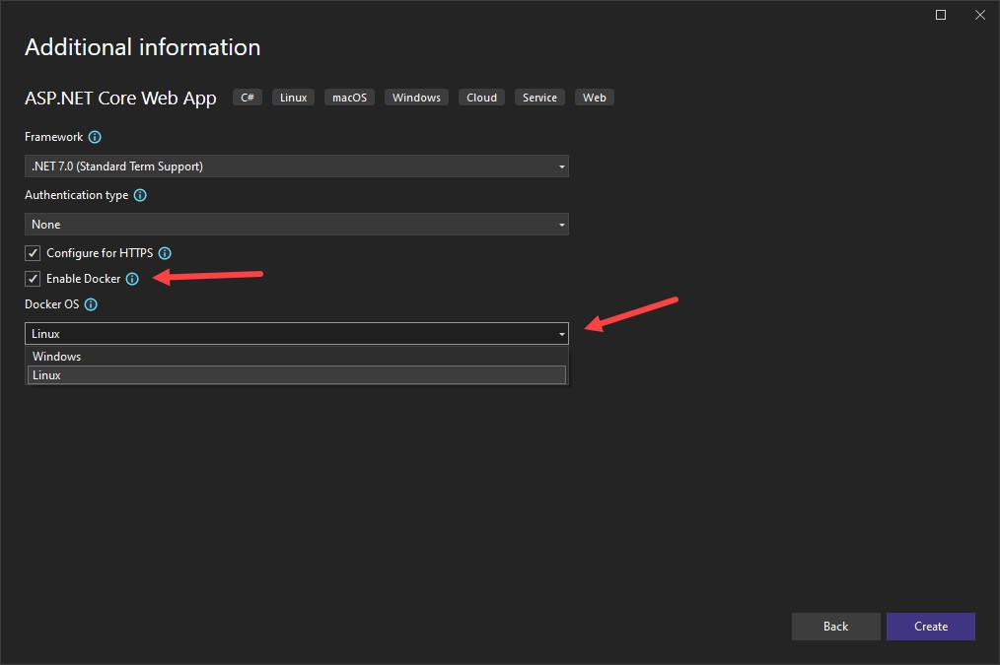 Additional information
ASP.NET Core Web App C# Linux macOS Windows Cloud Service Web
Framework
.NET 7.0 (Standard Term Support)
Authentication type
None
Configure for HTTPS
Enable Docker
Docker OS
Linux
Windows
Linux
Back Create